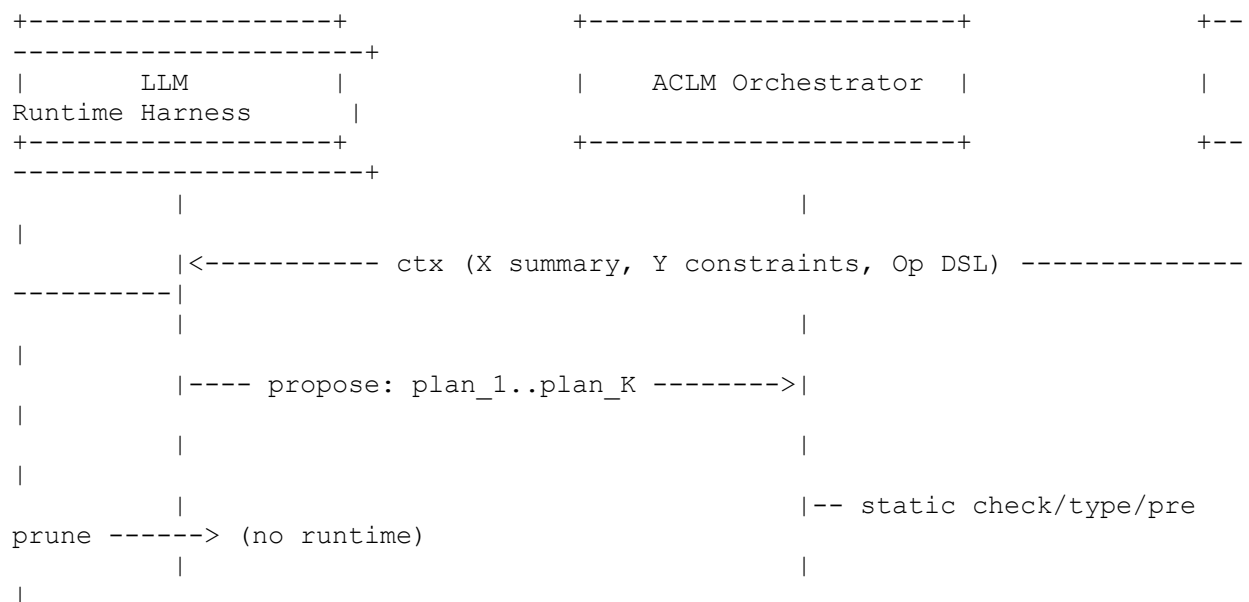 +-------------------+ +-----------------------+ +--
----------------------+
| LLM | | ACLM Orchestrator | |
Runtime Harness |
+-------------------+ +-----------------------+ +--
----------------------+
| |
|
|<----------- ctx (X summary, Y constraints, Op DSL) --------------
----------|
| |
|
|---- propose: plan_1..plan_K -------->|
|
| |
|
| |-- static check/type/pre
prune ------> (no runtime)
| |
|